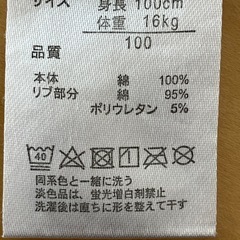 サイズ 身長 100cm
体重 16kg
100
品質
本体 綿 100%
リブ部分 綿 95%
ポリウレタン 5%
40
同系色と一緒に洗う
淡色品は、蛍光増白剤禁止
洗濯後は直ちに形を整えて干す